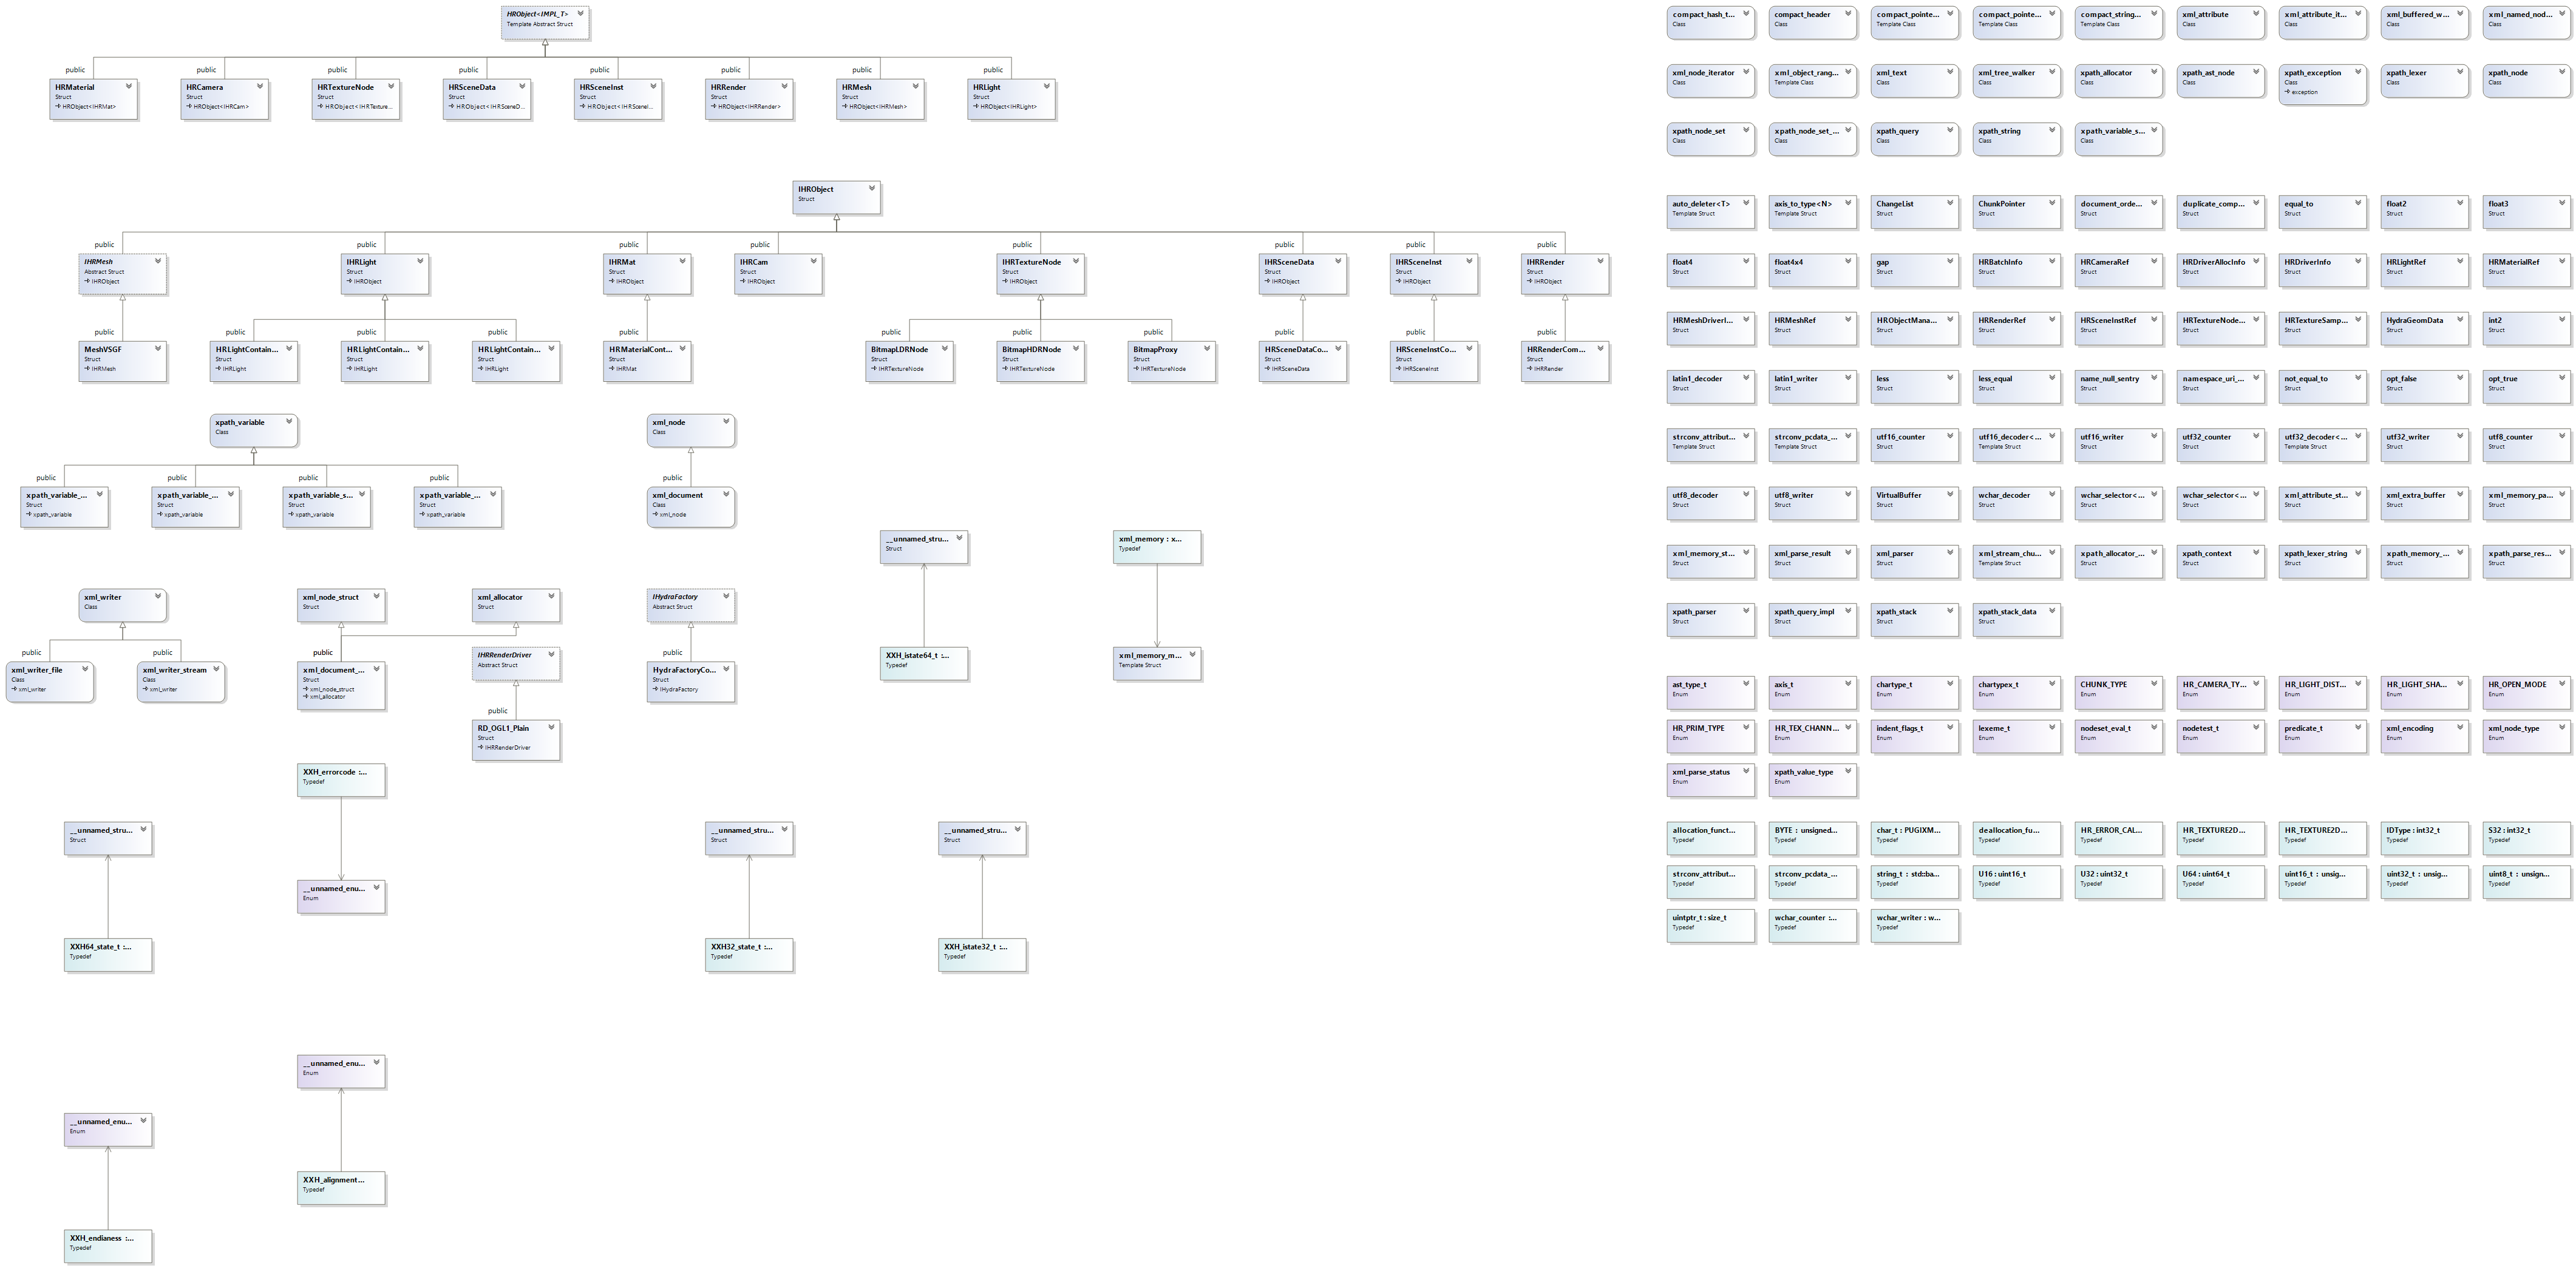 HRObject<IMPL_T>
Template Abstract Struct
public public public public public public public public
HRMaterial HRCamera HRTextureNode HRSceneData HRSceneInst HRRender HRMesh HRLight
Struct Struct Struct Struct Struct Struct Struct Struct
HRObject<IHRMat> HRObject<IHRCam> HRObject<IHRTexture... HRObject<IHRSceneD... HRObject<IHRSceneI... HRObject<IHRRender> HRObject<IHRMesh> HRObject<IHRLight>
IHRObject
Struct
public public public public public public public public
IHRMesh IHRLight IHRMat IHRCam IHRTextureNode IHRSceneData IHRSceneInst IHRRender
Abstract Struct Struct Struct Struct Struct Struct Struct Struct
IHRObject IHRObject IHRObject IHRObject IHRObject IHRObject IHRObject IHRObject
public public public public public public public public public public public
MeshVSGF HRLightContain... HRLightContain... HRLightContain... HRMaterialCont... BitmapLDRNode BitmapHDRNode BitmapProxy HRSceneDataCo... HRSceneInstCo... HRRenderCom...
Struct Struct Struct Struct Struct Struct Struct Struct Struct Struct Struct
IHRMesh IHRLight IHRLight IHRLight IHRMat IHRTextureNode IHRTextureNode IHRTextureNode IHRSceneData IHRSceneInst IHRRender
xpath_variable xml_node
Class Class
public public public public public
xpath_variable_... xpath_variable_... xpath_variable_s... xpath_variable_... xml_document
Struct Struct Struct Struct Class
xpath_variable xpath_variable xpath_variable xpath_variable xml_node
__unnamed_stru... xml_memory : x...
Struct Typedef
xml_writer xml_node_struct xml_allocator IHydraFactory
Class Struct Struct Abstract Struct
public public public public
XXH_istate64_t :... xml_memory_m...
Typedef Template Struct
IHRRenderDriver
Abstract Struct
xml_writer_file xml_writer_stream xml_document_... HydraFactoryCo...
Class Class Struct Struct
xml_writer xml_writer xml_node_struct IHydraFactory
xml_allocator
public
RD_OGL1_Plain
Struct
IHRRenderDriver
XXH_errorcode :...
Typedef
__unnamed_stru... __unnamed_stru... __unnamed_stru...
Struct Struct Struct
__unnamed_enu...
Enum
XXH64_state_t :... XXH32_state_t :... XXH_istate32_t :...
Typedef Typedef Typedef
__unnamed_enu...
Enum
__unnamed_enu...
Enum
XXH_alignment...
Typedef
XXH_endianess :...
Typedef
compact_hash_t... compact_header compact_pointe... compact_pointe... compact_string... xml_attribute xml_attribute_it... xml_buffered_w... xml_named_nod...
Class Class Template Class Template Class Template Class Class Class Class Class
xml_node_iterator xml_object_rang... xml_text xml_tree_walker xpath_allocator xpath_ast_node xpath_exception xpath_lexer xpath_node
Class Template Class Class Class Class Class Class Class Class
exception
xpath_node_set xpath_node_set_... xpath_query xpath_string xpath_variable_s...
Class Class Class Class Class
auto_deleter<T> axis_to_type<N> ChangeList ChunkPointer document_orde... duplicate_comp... equal_to float2 float3
Template Struct Template Struct Struct Struct Struct Struct Struct Struct Struct
float4 float4x4 gap HRBatchInfo HRCameraRef HRDriverAllocInfo HRDriverInfo HRLightRef HRMaterialRef
Struct Struct Struct Struct Struct Struct Struct Struct Struct
HRMeshDriverI... HRMeshRef HRObjectMana... HRRenderRef HRSceneInstRef HRTextureNode... HRTextureSamp... HydraGeomData int2
Struct Struct Struct Struct Struct Struct Struct Struct Struct
latin1_decoder latin1_writer less less_equal name_null_sentry namespace_uri_... not_equal_to opt_false opt_true
Struct Struct Struct Struct Struct Struct Struct Struct Struct
strconv_attribut... strconv_pcdata_... utf16_counter utf16_decoder<... utf16_writer utf32_counter utf32_decoder<... utf32_writer utf8_counter
Template Struct Template Struct Struct Template Struct Struct Struct Template Struct Struct Struct
utf8_decoder utf8_writer VirtualBuffer wchar_decoder wchar_selector<... wchar_selector<... xml_attribute_st... xml_extra_buffer xml_memory_pa...
Struct Struct Struct Struct Struct Struct Struct Struct Struct
xml_memory_st... xml_parse_result xml_parser xml_stream_chu... xpath_allocator_... xpath_context xpath_lexer_string xpath_memory_... xpath_parse_res...
Struct Struct Struct Template Struct Struct Struct Struct Struct Struct
xpath_parser xpath_query_impl xpath_stack xpath_stack_data
Struct Struct Struct Struct
ast_type_t axis_t chartype_t chartypex_t CHUNK_TYPE HR_CAMERA_TY... HR_LIGHT_DIST... HR_LIGHT_SHA... HR_OPEN_MODE
Enum Enum Enum Enum Enum Enum Enum Enum Enum
HR_PRIM_TYPE HR_TEX_CHANN... indent_flags_t lexeme_t nodeset_eval_t nodetest_t predicate_t xml_encoding xml_node_type
Enum Enum Enum Enum Enum Enum Enum Enum Enum
xml_parse_status xpath_value_type
Enum Enum
allocation_funct... BYTE : unsigned... char_t : PUGIXM... deallocation_fu... HR_ERROR_CAL... HR_TEXTURE2D... HR_TEXTURE2D... IDType : int32_t S32 : int32_t
Typedef Typedef Typedef Typedef Typedef Typedef Typedef Typedef Typedef
strconv_attribut... strconv_pcdata_... string_t : std::ba... U16 : uint16_t U32 : uint32_t U64 : uint64_t uint16_t : unsig... uint32_t : unsig... uint8_t : unsign...
Typedef Typedef Typedef Typedef Typedef Typedef Typedef Typedef Typedef
uintptr_t : size_t wchar_counter :... wchar_writer : w...
Typedef Typedef Typedef